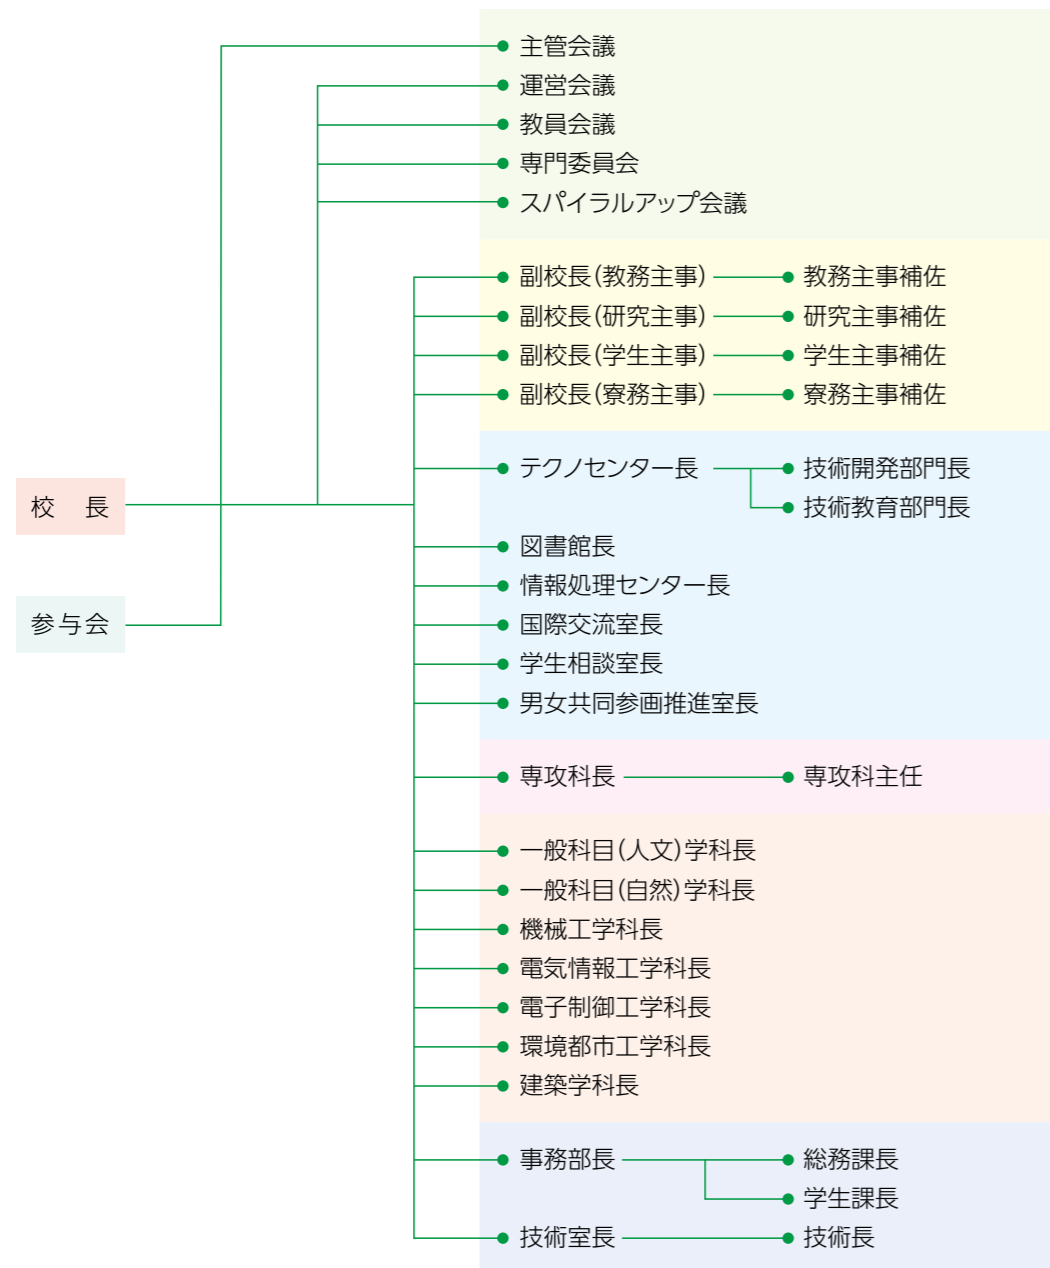 主管会議
運営会議
教員会議
専門委員会
スパイラルアップ会議
副校長(教務主事) 教務主事補佐
副校長(研究主事) 研究主事補佐
副校長(学生主事) 学生主事補佐
副校長(寮務主事) 寮務主事補佐
テクノセンター長 技術開発部門長
校 長 技術教育部門長
図書館長
情報処理センター長
参与会 国際交流室長
学生相談室長
男女共同参画推進室長
専攻科長 専攻科主任
一般科目(人文)学科長
一般科目(自然)学科長
機械工学科長
電気情報工学科長
電子制御工学科長
環境都市工学科長
建築学科長
事務部長 総務課長
学生課長
技術室長 技術長